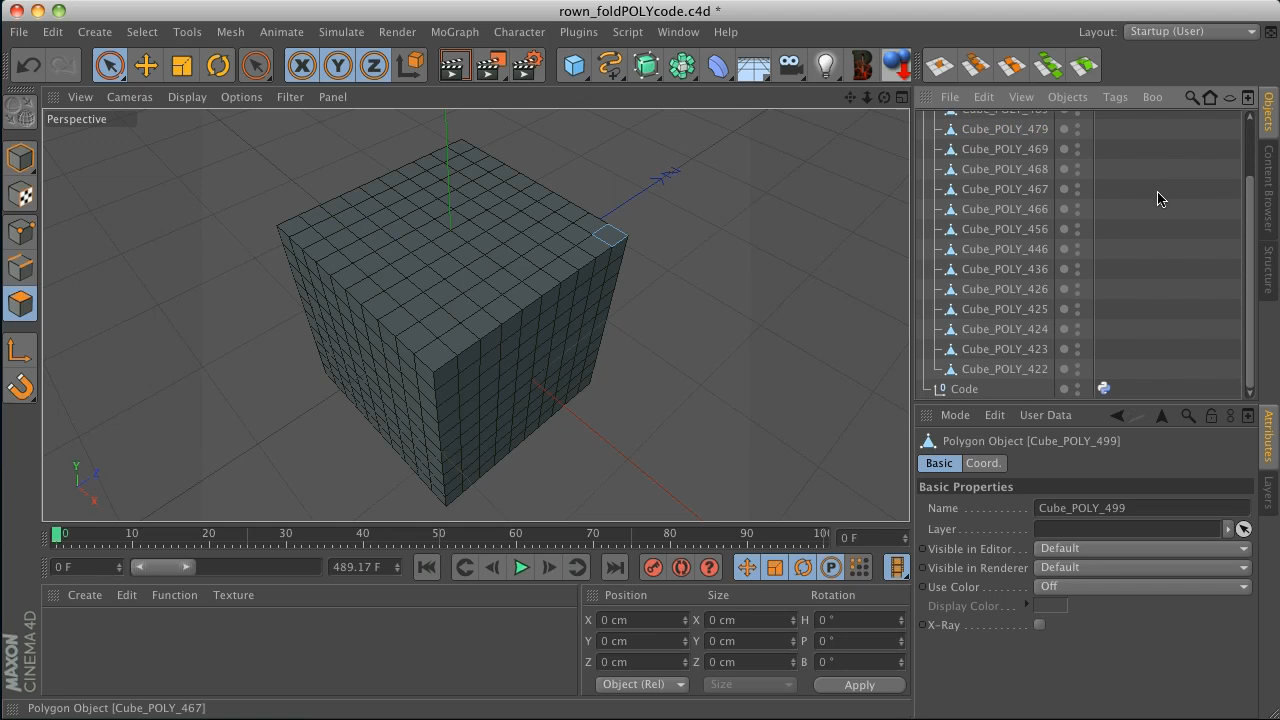 rown_foldPOLYcode.c4d *
File Edit Create Select Tools Mesh Animate Simulate Render MoGraph Character Plugins Script Window Help Layout: Startup (User)
View Cameras Display Options Filter Panel
File Edit View Objects Tags Boo
Perspective
Cube_POLY_479
Cube_POLY_469
Cube_POLY_468
Cube_POLY_467
Cube_POLY_466
Cube_POLY_456
Cube_POLY_446
Cube_POLY_436
Cube_POLY_426
Cube_POLY_425
Cube_POLY_424
Cube_POLY_423
Cube_POLY_422
Code
Objects
Content Browser
Structure
Mode Edit User Data
Polygon Object [Cube_POLY_499]
Basic Coord.
Basic Properties
Name Cube_POLY_499
Layer
Visible in Editor Default
Visible in Renderer Default
Use Color Off
Display Color
X-Ray
Attributes
Layers
Y
Z
X
0 10 20 30 40 50 60 70 80 90 10 0 F
0 F 489.17 F
Create Edit Function Texture
Position Size Rotation
X 0 cm X 0 cm H 0 °
Y 0 cm Y 0 cm P 0 °
Z 0 cm Z 0 cm B 0 °
Object (Rel) Size Apply
MAXON
CINEMA 4D
Polygon Object [Cube_POLY_467]